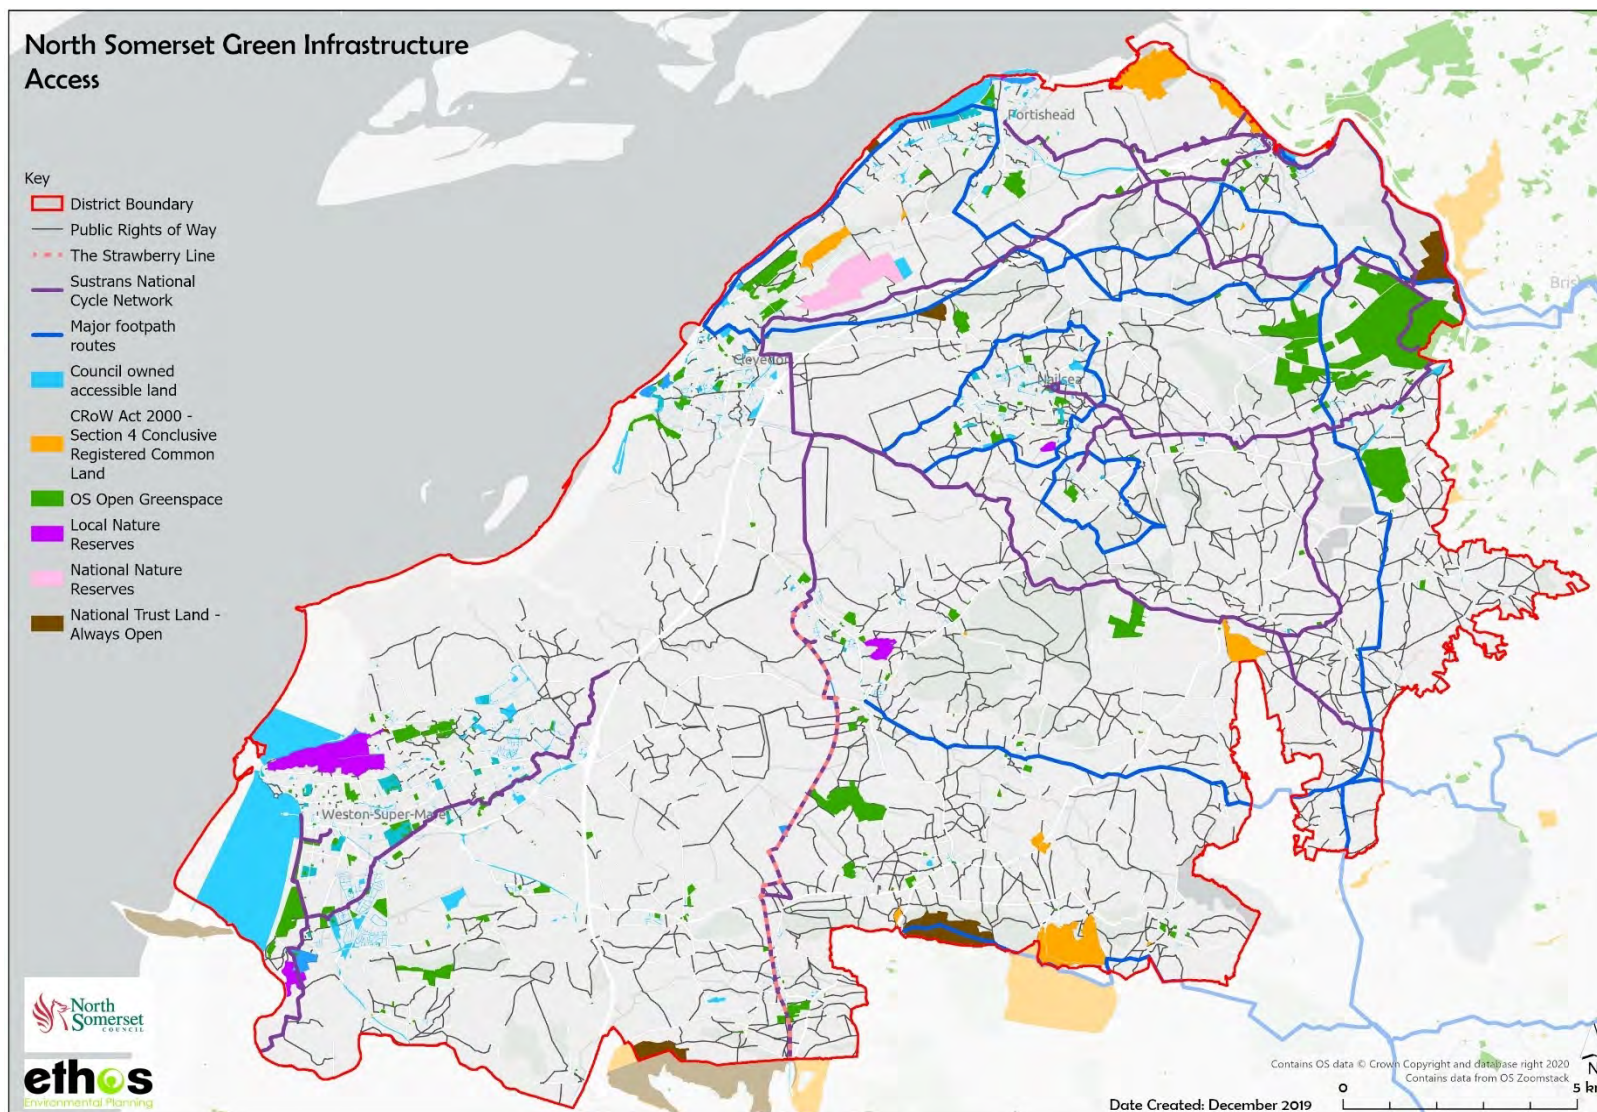 North Somerset Green Infrastructure
Access
Key
District Boundary
Public Rights of Way
The Strawberry Line
Sustrans National
Cycle Network
Major footpath
routes
Council owned
accessible land
CRoW Act 2000 -
Section 4 Conclusive
Registered Common
Land
OS Open Greenspace
Local Nature
Reserves
National Nature
Reserves
National Trust Land -
Always Open
Portishead
Clevedon
Nailsea
Weston-Super-Mare
North
Somerset
COUNCIL
ethos
Environmental Planning
Contains OS data © Crown Copyright and database right 2020
Contains data from OS Zoomstack
N
0
5
Date Created: December 2019